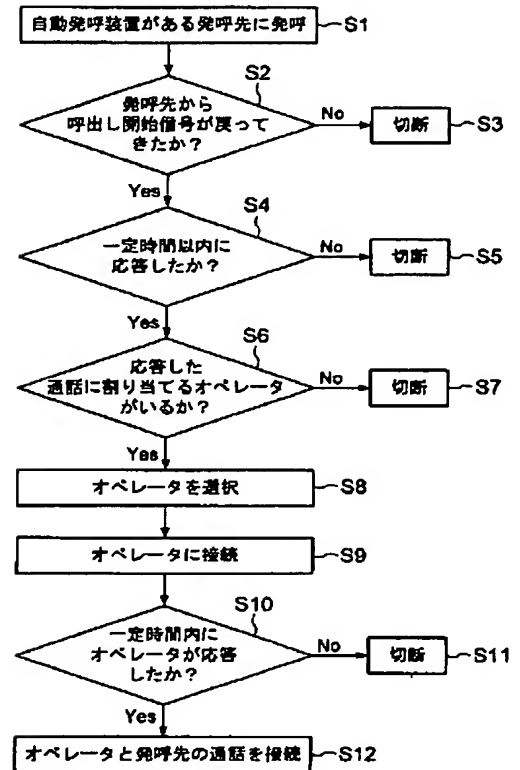 自動発呼装置がある発呼先に発呼
S1
S2
発呼先から
呼出し開始信号が戻って
きたか？
No
切断
S3
Yes
S4
一定時間以内に
応答したか？
No
切断
S5
Yes
S6
応答した
通話に割り当てるオペレータ
がいるか？
No
切断
S7
Yes
オペレータを選択
S8
オペレータに接続
S9
S10
一定時間内に
オペレータが応答
したか？
No
切断
S11
Yes
オペレータと発呼先の通話を接続
S12